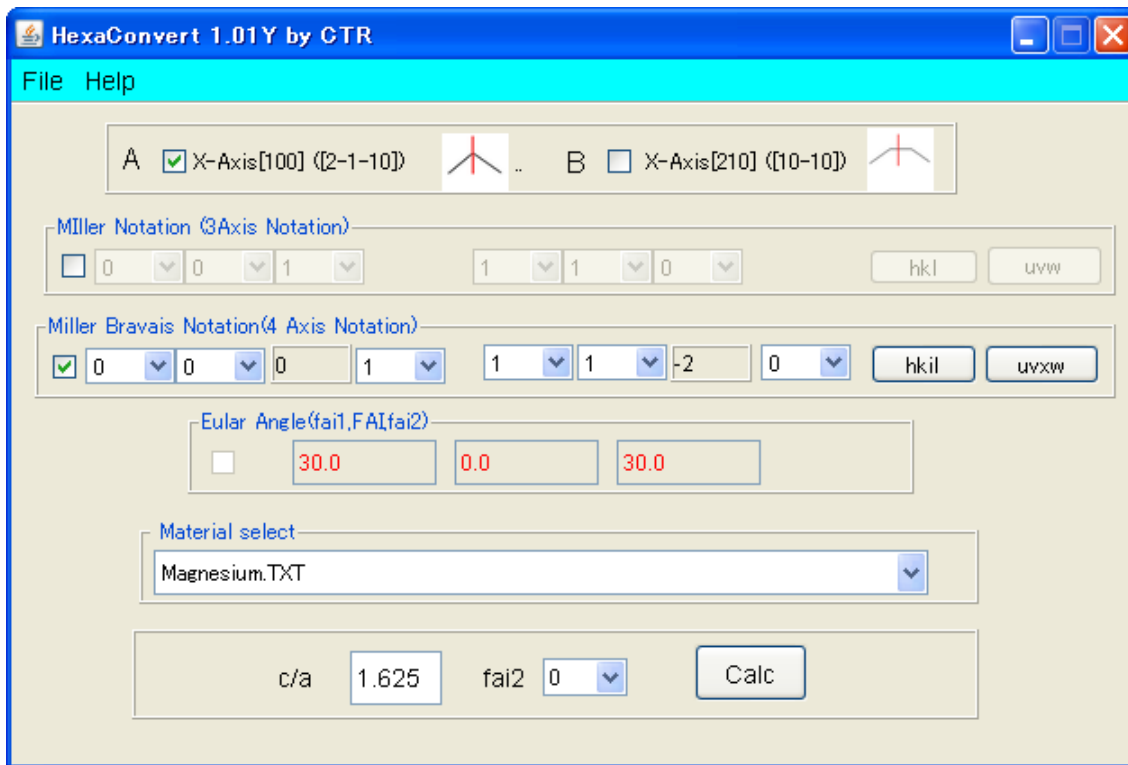 HexaConvert 1.01Y by CTR
File Help
A X-Axis[100] ([2-1-10]) .. B X-Axis[210] ([10-10])
MIller Notation (3Axis Notation)
0 0 1 1 1 0 hkl uvw
Miller Bravais Notation(4 Axis Notation)
0 0 0 1 1 1 -2 0 hkil uvxw
Eular Angle(fai1,FAI,fai2)
30.0 0.0 30.0
Material select
Magnesium.TXT
c/a 1.625 fai2 0 Calc